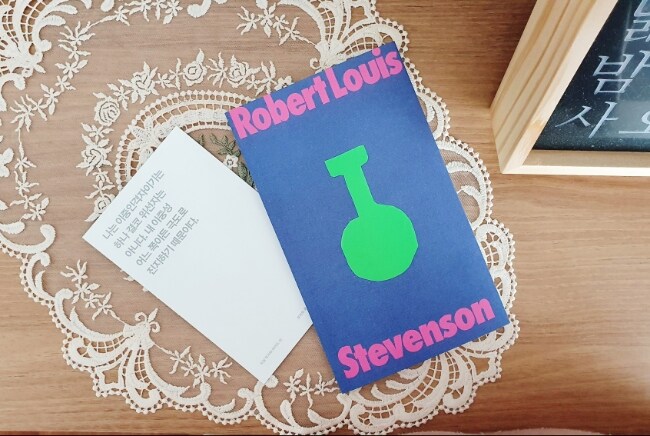 Robert Louis
Stevenson
나는 이중인격자이기는
하나 결코 위선자는
아니다. 내 이중성
어느 쪽이든 극도로
진지하기 때문이다.
밤
사